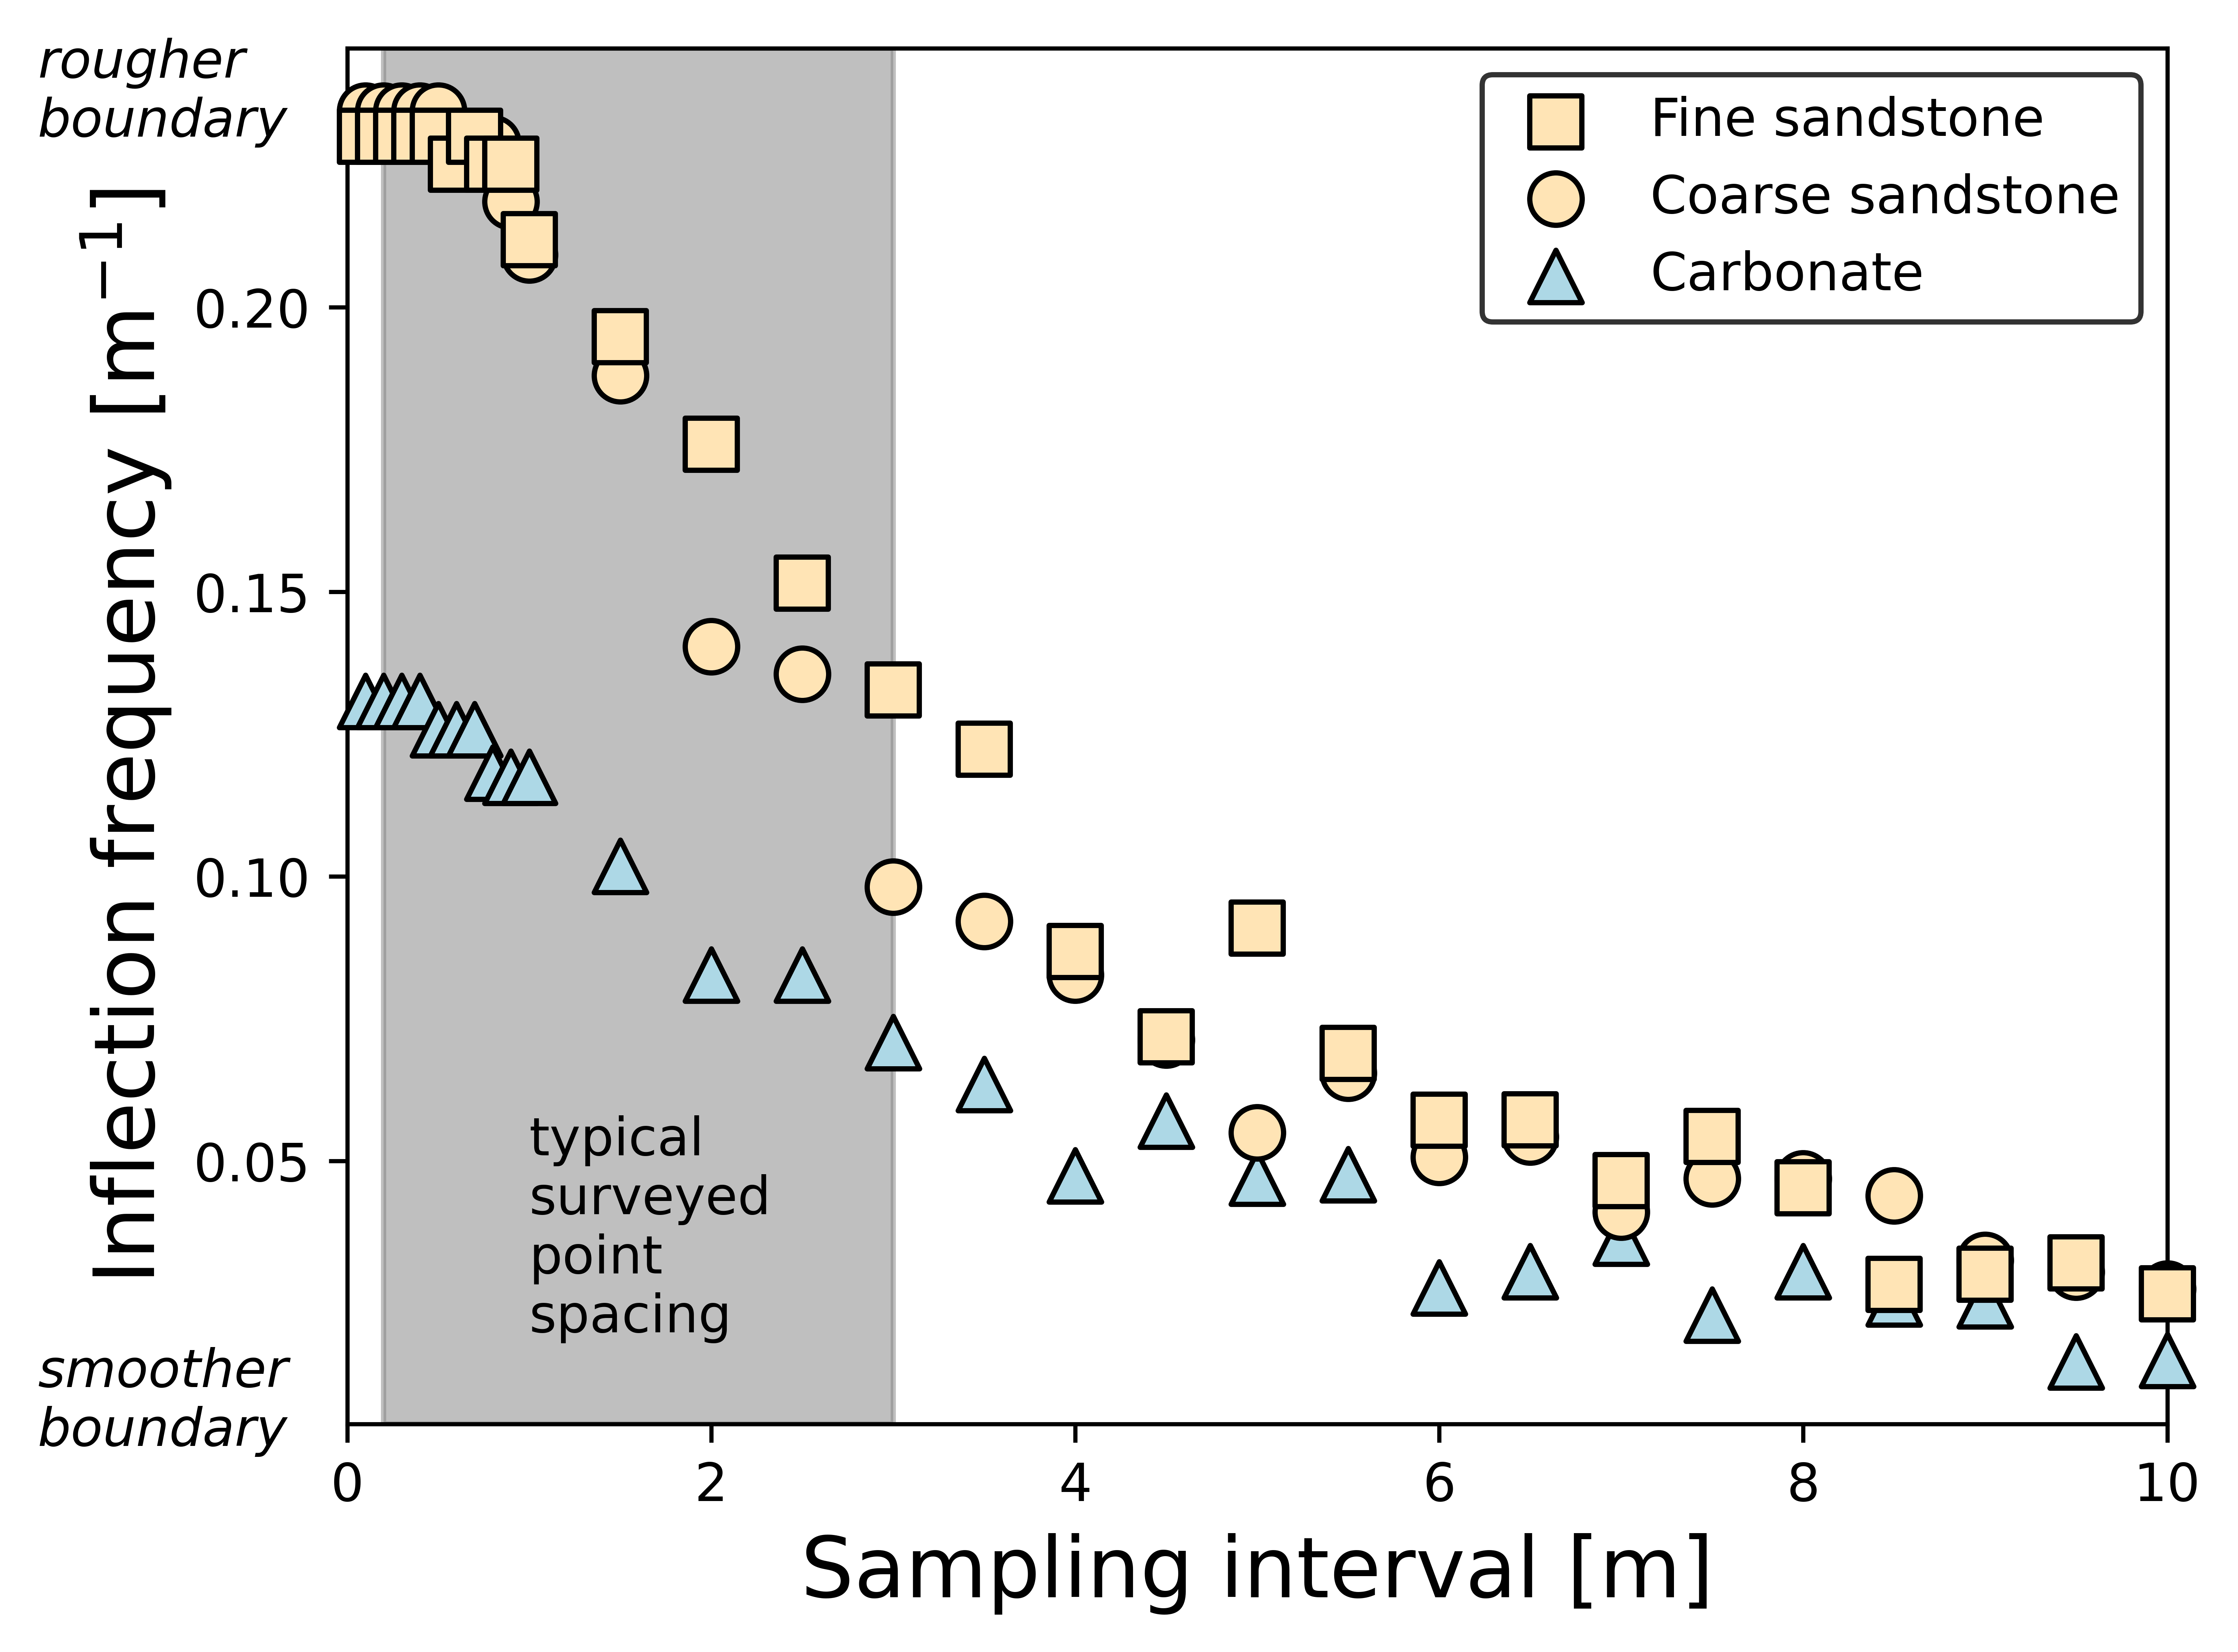 rougher
boundary
Inflection frequency [m⁻¹]
0.20
0.15
0.10
0.05
smoother
boundary
Fine sandstone
Coarse sandstone
Carbonate
typical
surveyed
point
spacing
0 2 4 6 8 10
Sampling interval [m]